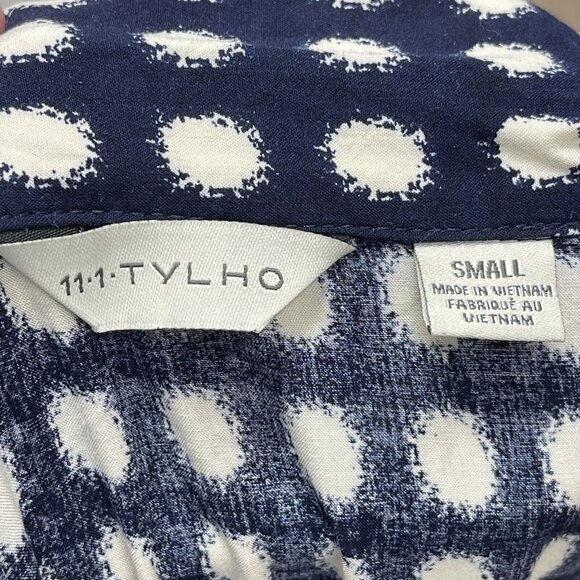 11·1·TYLHO
SMALL
MADE IN VIETNAM
FABRIQUÉ AU
VIETNAM